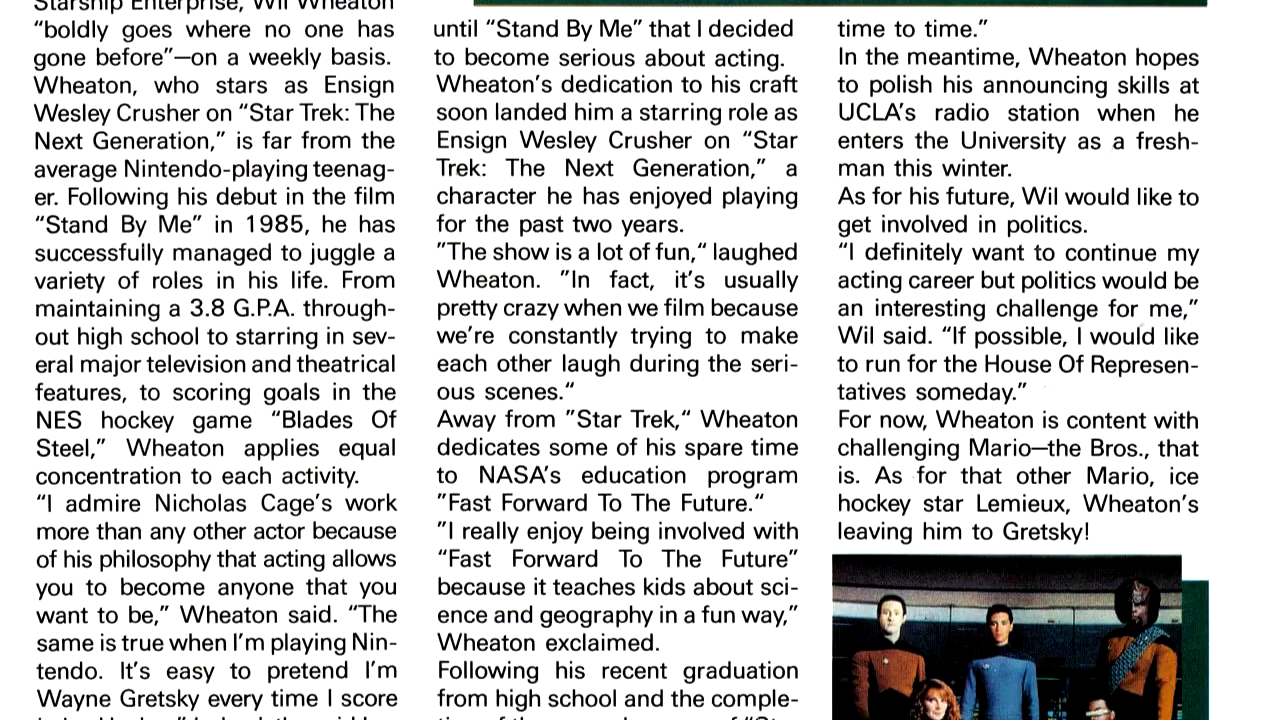 Starship Enterprise, Wil Wheaton
“boldly goes where no one has
gone before”—on a weekly basis.
Wheaton, who stars as Ensign
Wesley Crusher on “Star Trek: The
Next Generation,” is far from the
average Nintendo-playing teenag-
er. Following his debut in the film
“Stand By Me” in 1985, he has
successfully managed to juggle a
variety of roles in his life. From
maintaining a 3.8 G.P.A. through-
out high school to starring in sev-
eral major television and theatrical
features, to scoring goals in the
NES hockey game “Blades Of
Steel,” Wheaton applies equal
concentration to each activity.
“I admire Nicholas Cage’s work
more than any other actor because
of his philosophy that acting allows
you to become anyone that you
want to be,” Wheaton said. “The
same is true when I’m playing Nin-
tendo. It’s easy to pretend I’m
Wayne Gretsky every time I score
until “Stand By Me” that I decided
to become serious about acting.
Wheaton’s dedication to his craft
soon landed him a starring role as
Ensign Wesley Crusher on “Star
Trek: The Next Generation,” a
character he has enjoyed playing
for the past two years.
”The show is a lot of fun,“ laughed
Wheaton. ”In fact, it’s usually
pretty crazy when we film because
we’re constantly trying to make
each other laugh during the seri-
ous scenes.“
Away from ”Star Trek,“ Wheaton
dedicates some of his spare time
to NASA’s education program
”Fast Forward To The Future.“
”I really enjoy being involved with
“Fast Forward To The Future”
because it teaches kids about sci-
ence and geography in a fun way,”
Wheaton exclaimed.
Following his recent graduation
from high school and the comple-
time to time.”
In the meantime, Wheaton hopes
to polish his announcing skills at
UCLA’s radio station when he
enters the University as a fresh-
man this winter.
As for his future, Wil would like to
get involved in politics.
“I definitely want to continue my
acting career but politics would be
an interesting challenge for me,”
Wil said. “If possible, I would like
to run for the House Of Represen-
tatives someday.”
For now, Wheaton is content with
challenging Mario—the Bros., that
is. As for that other Mario, ice
hockey star Lemieux, Wheaton’s
leaving him to Gretsky!